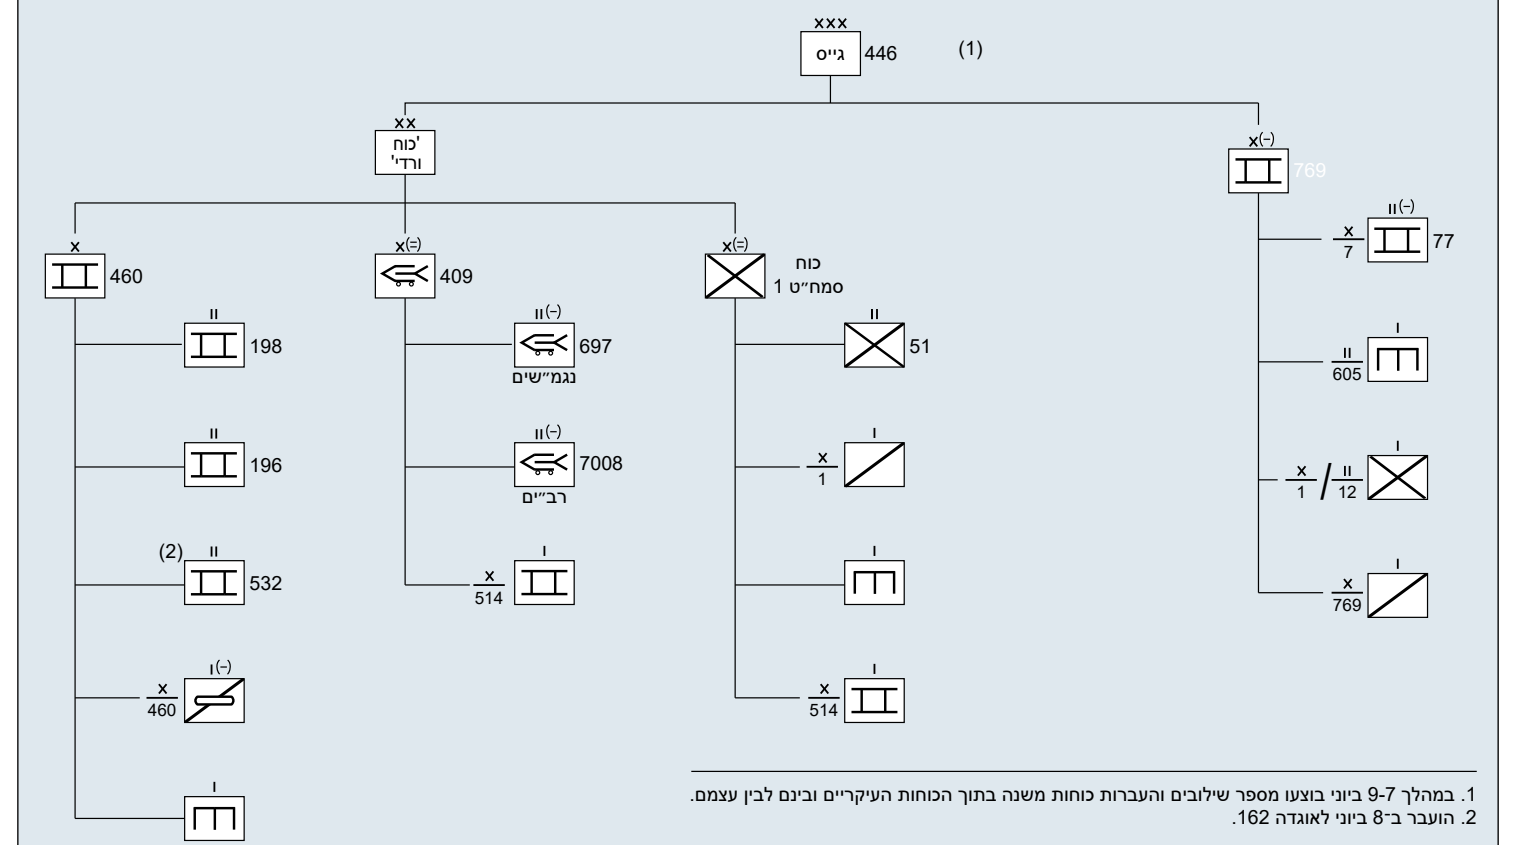 xxx
גייס 446 (1)
xx
'כוח
ורדי'
x(–)
769
x
460
x(=)
409
x(=)
כוח
סמח״ט 1
II(–)
x
7
77
II
198
II(–)
697
נגמ״שים
II
51
I
II
605
II
196
II(–)
7008
רב״ים
I
x
1
I
x
1 / II
12
(2) II
532
I
x
514
I
I
x
769
I(–)
x
460
I
x
514
I
1. במהלך 9-7 ביוני בוצעו מספר שילובים והעברות כוחות משנה בתוך הכוחות העיקריים ובינם לבין עצמם.
2. הועבר ב־8 ביוני לאוגדה 162.